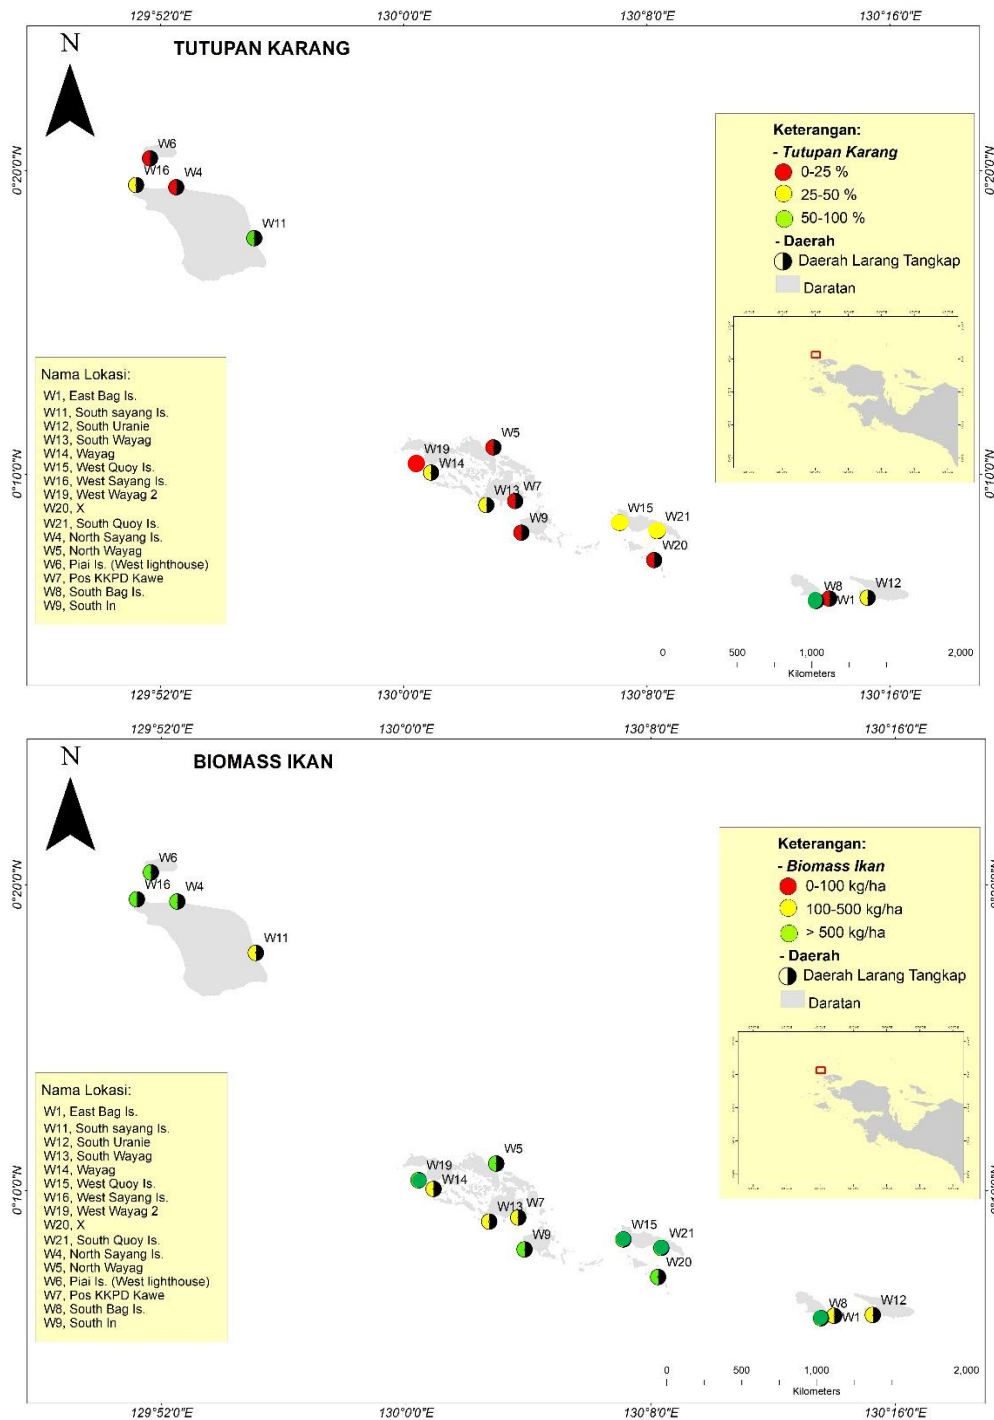 129°52'0"E 130°0'0"E 130°8'0"E 130°16'0"E
N
TUTUPAN KARANG
W6
W16
W4
W11
0°20'0"N
0°20'0"N
Keterangan:
- Tutupan Karang
0-25 %
25-50 %
50-100 %
- Daerah
Daerah Larang Tangkap
Daratan
Nama Lokasi:
W1, East Bag Is.
W11, South sayang Is.
W12, South Uranie
W13, South Wayag
W14, Wayag
W15, West Quoy Is.
W16, West Sayang Is.
W19, West Wayag 2
W20, X
W21, South Quoy Is.
W4, North Sayang Is.
W5, North Wayag
W6, Piai Is. (West lighthouse)
W7, Pos KKPD Kawe
W8, South Bag Is.
W9, South In
W5
W19
W14
W7
W13
W9
W15
W21
W20
W8
W1
W12
0°10'0"N
0°10'0"N
0 500 1,000 2,000
Kilometers
129°52'0"E 130°0'0"E 130°8'0"E 130°16'0"E
129°52'0"E 130°0'0"E 130°8'0"E 130°16'0"E
N
BIOMASS IKAN
W6
W16
W4
W11
0°20'0"N
Keterangan:
- Biomass Ikan
0-100 kg/ha
100-500 kg/ha
> 500 kg/ha
- Daerah
Daerah Larang Tangkap
Daratan
Nama Lokasi:
W1, East Bag Is.
W11, South sayang Is.
W12, South Uranie
W13, South Wayag
W14, Wayag
W15, West Quoy Is.
W16, West Sayang Is.
W19, West Wayag 2
W20, X
W21, South Quoy Is.
W4, North Sayang Is.
W5, North Wayag
W6, Piai Is. (West lighthouse)
W7, Pos KKPD Kawe
W8, South Bag Is.
W9, South In
W5
W19
W14
W7
W13
W9
W15
W21
W20
W8
W1
W12
0°10'0"N
0 500 1,000 2,000
Kilometers
129°52'0"E 130°0'0"E 130°8'0"E 130°16'0"E